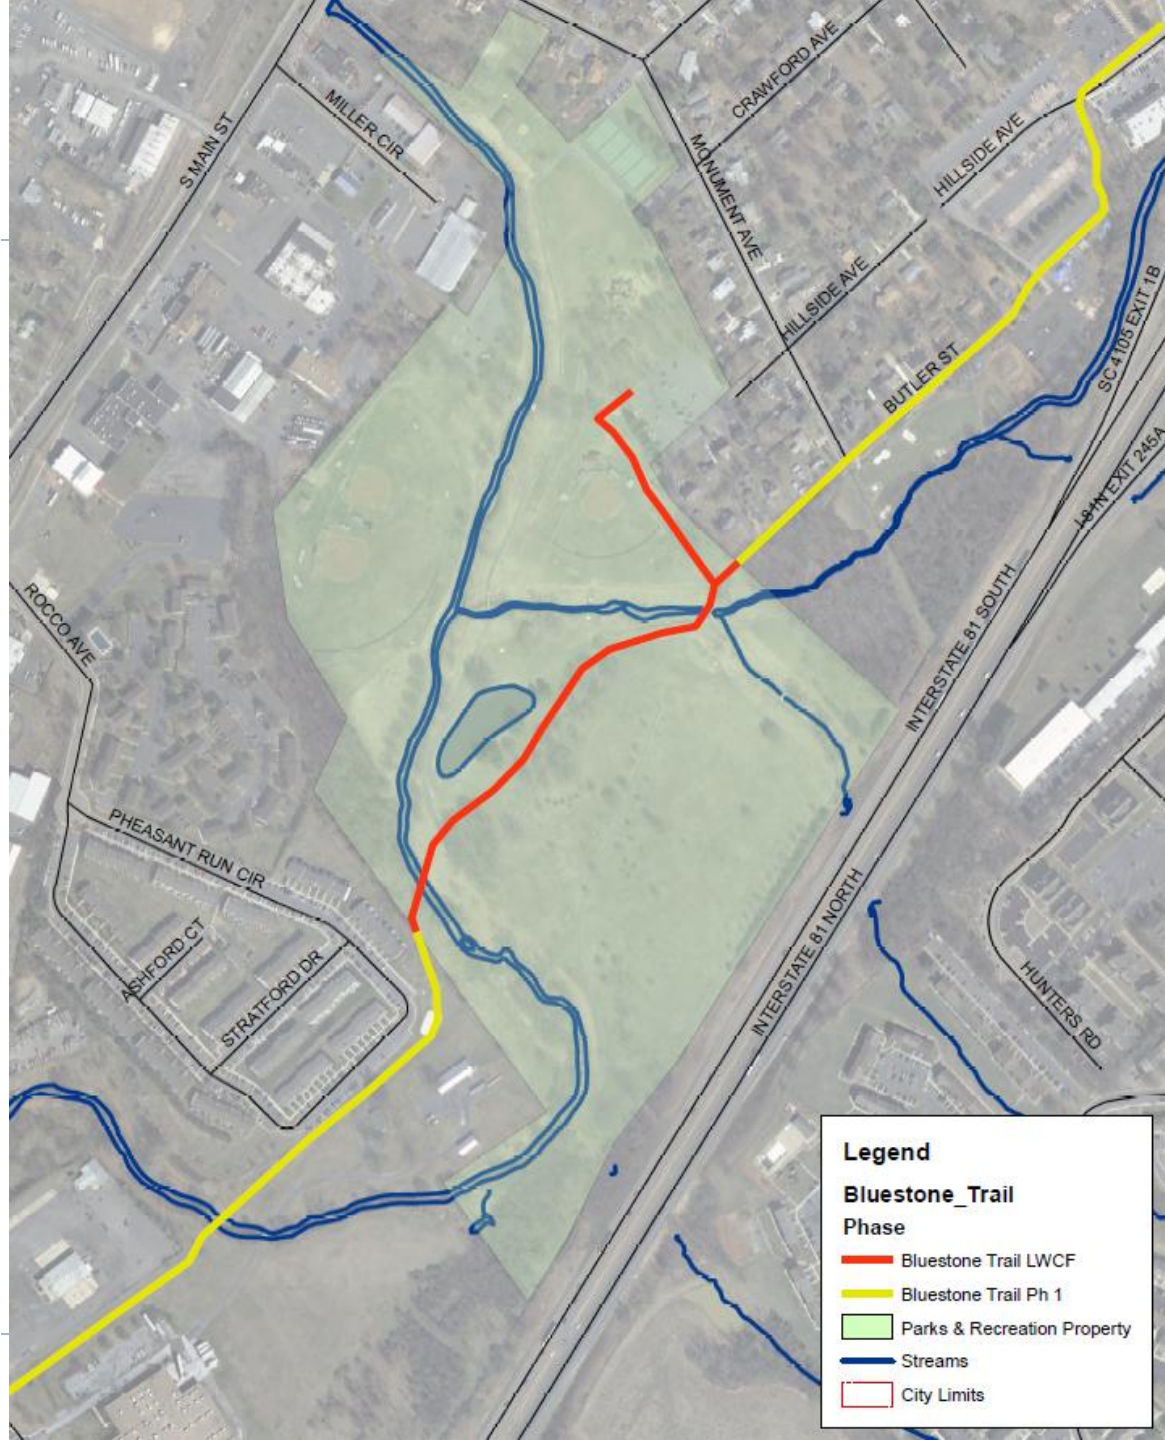 CRAWFORD AVE
S MAIN ST
MILLER CIR
MONUMENT AVE
HILLSIDE AVE
HILLSIDE AVE
SC 4105 EXIT 1B
BUTLER ST
I 81N EXIT 245A
ROCCO AVE
INTERSTATE 81 SOUTH
PHEASANT RUN CIR
ASHFORD CT
STRATFORD DR
INTERSTATE 81 NORTH
HUNTERS RD
Legend
Bluestone_Trail
Phase
Bluestone Trail LWCF
Bluestone Trail Ph 1
Parks & Recreation Property
Streams
City Limits